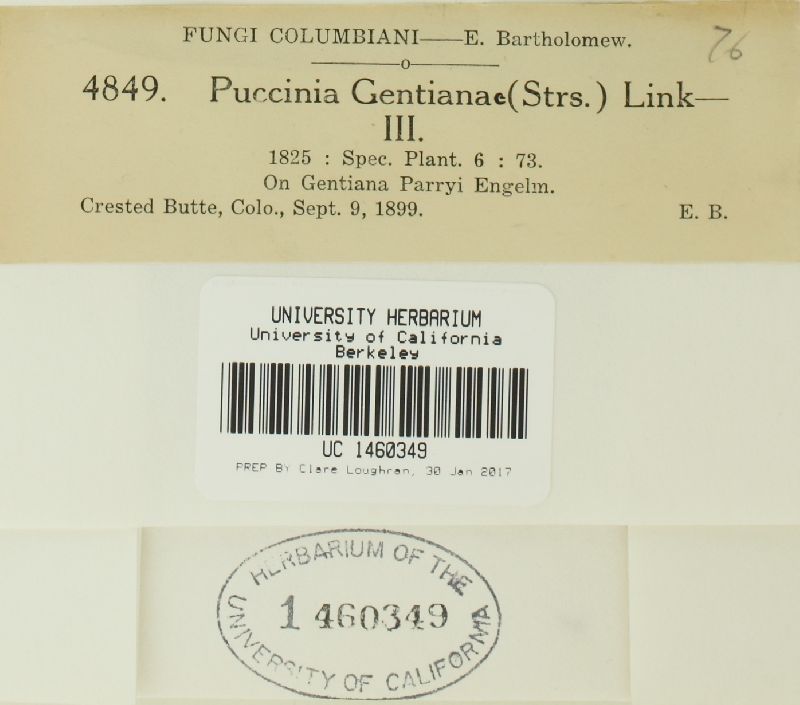 FUNGI COLUMBIANI——E. Bartholomew.
76
4849. Puccinia Gentianae(Strs.) Link—
III.
1825 : Spec. Plant. 6 : 73.
On Gentiana Parryi Engelm.
Crested Butte, Colo., Sept. 9, 1899. E. B.
UNIVERSITY HERBARIUM
University of California
Berkeley
UC 1460349
PREP BY Clare Loughran, 30 Jan 2017
HERBARIUM OF THE
1460349
UNIVERSITY OF CALIFORNIA